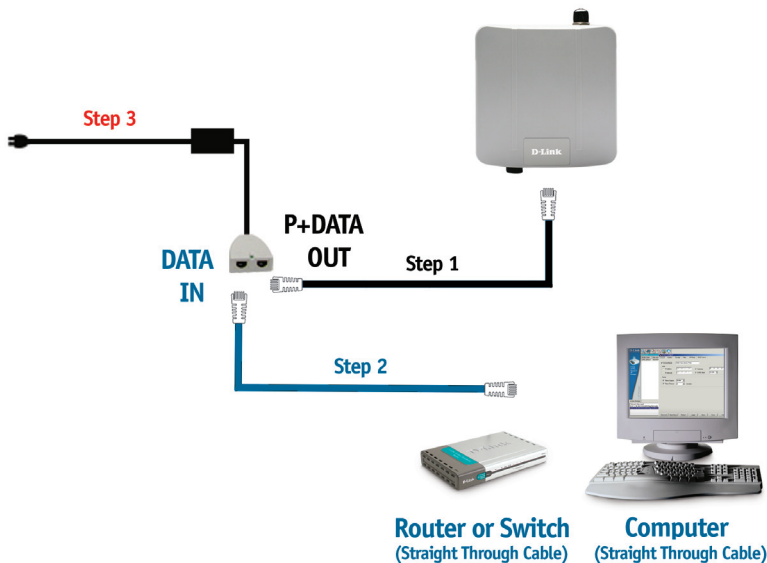 Step 3
D-Link
P+DATA
OUT
DATA
IN
Step 1
Step 2
D-Link
Router or Switch
(Straight Through Cable)
Computer
(Straight Through Cable)